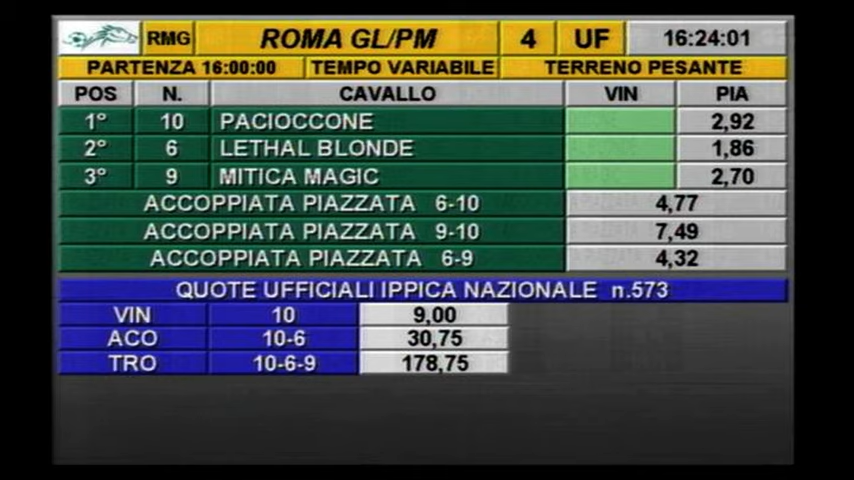 RMG ROMA GL/PM 4 UF 16:24:01
PARTENZA 16:00:00 TEMPO VARIABILE TERRENO PESANTE
POS N. CAVALLO VIN PIA
1° 10 PACIOCCONE 2,92
2° 6 LETHAL BLONDE 1,86
3° 9 MITICA MAGIC 2,70
ACCOPPIATA PIAZZATA 6-10 4,77
ACCOPPIATA PIAZZATA 9-10 7,49
ACCOPPIATA PIAZZATA 6-9 4,32
QUOTE UFFICIALI IPPICA NAZIONALE n.573
VIN 10 9,00
ACO 10-6 30,75
TRO 10-6-9 178,75